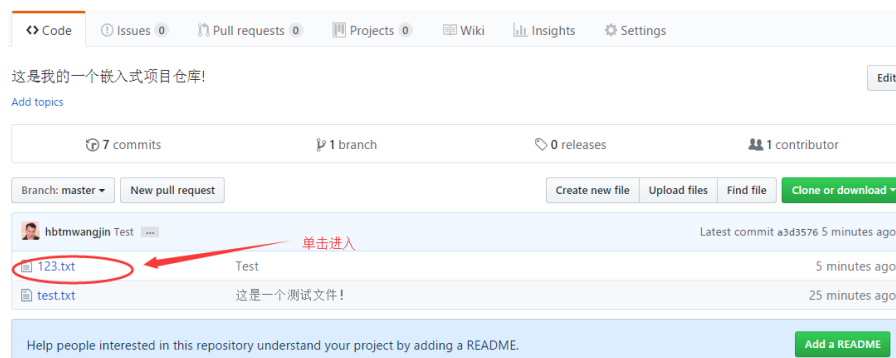 Code Issues 0 Pull requests 0 Projects 0 Wiki Insights Settings
这是我的一个嵌入式项目仓库!
Edit
Add topics
7 commits 1 branch 0 releases 1 contributor
Branch: master New pull request Create new file Upload files Find file Clone or download
hbtmwangjin Test ... Latest commit a3d3576 5 minutes ago
单击进入
123.txt Test 5 minutes ago
test.txt 这是一个测试文件! 25 minutes ago
Help people interested in this repository understand your project by adding a README. Add a README